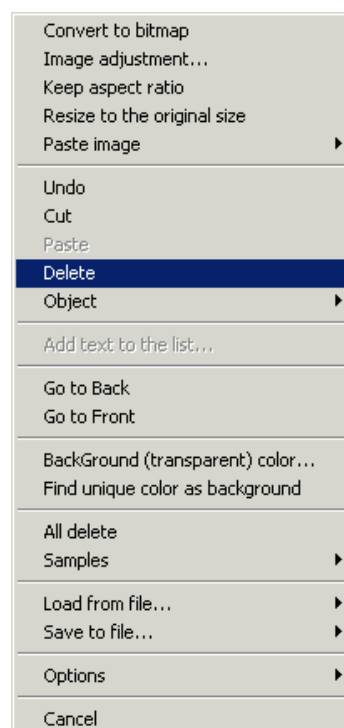 Convert to bitmap
Image adjustment...
Keep aspect ratio
Resize to the original size
Paste image
Undo
Cut
Paste
Delete
Object
Add text to the list...
Go to Back
Go to Front
BackGround (transparent) color...
Find unique color as background
All delete
Samples
Load from file...
Save to file...
Options
Cancel